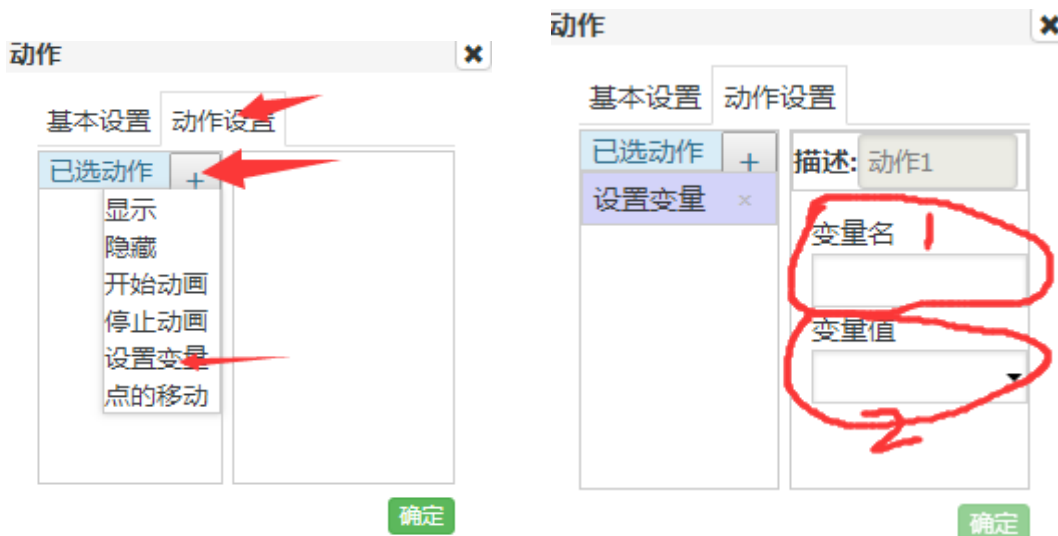 动作
基本设置 动作设置
已选动作 +
显示
隐藏
开始动画
停止动画
设置变量
点的移动
确定
动作
基本设置 动作设置
已选动作 +
设置变量 ×
描述: 动作1
变量名 1
变量值
2
确定